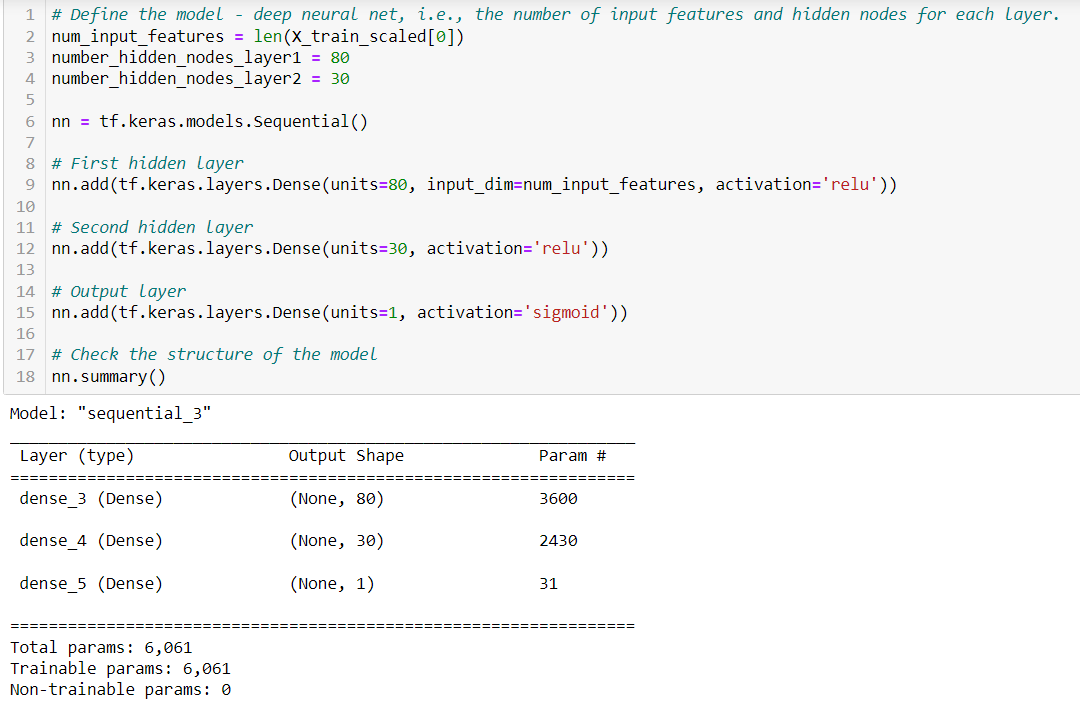 1 # Define the model - deep neural net, i.e., the number of input features and hidden nodes for each layer.
2 num_input_features = len(X_train_scaled[0])
3 number_hidden_nodes_layer1 = 80
4 number_hidden_nodes_layer2 = 30
5
6 nn = tf.keras.models.Sequential()
7
8 # First hidden layer
9 nn.add(tf.keras.layers.Dense(units=80, input_dim=num_input_features, activation='relu'))
10
11 # Second hidden layer
12 nn.add(tf.keras.layers.Dense(units=30, activation='relu'))
13
14 # Output layer
15 nn.add(tf.keras.layers.Dense(units=1, activation='sigmoid'))
16
17 # Check the structure of the model
18 nn.summary()
Model: "sequential_3"
_________________________________________________________________
Layer (type) Output Shape Param #
=================================================================
dense_3 (Dense) (None, 80) 3600
dense_4 (Dense) (None, 30) 2430
dense_5 (Dense) (None, 1) 31
=================================================================
Total params: 6,061
Trainable params: 6,061
Non-trainable params: 0